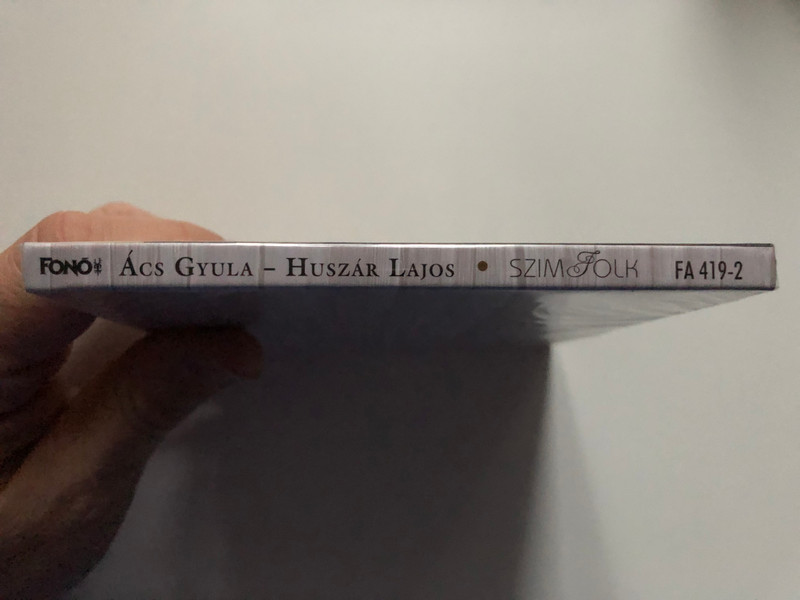 FONÓ ÁCS GYULA – HUSZÁR LAJOS • SZIMFOLK FA 419-2